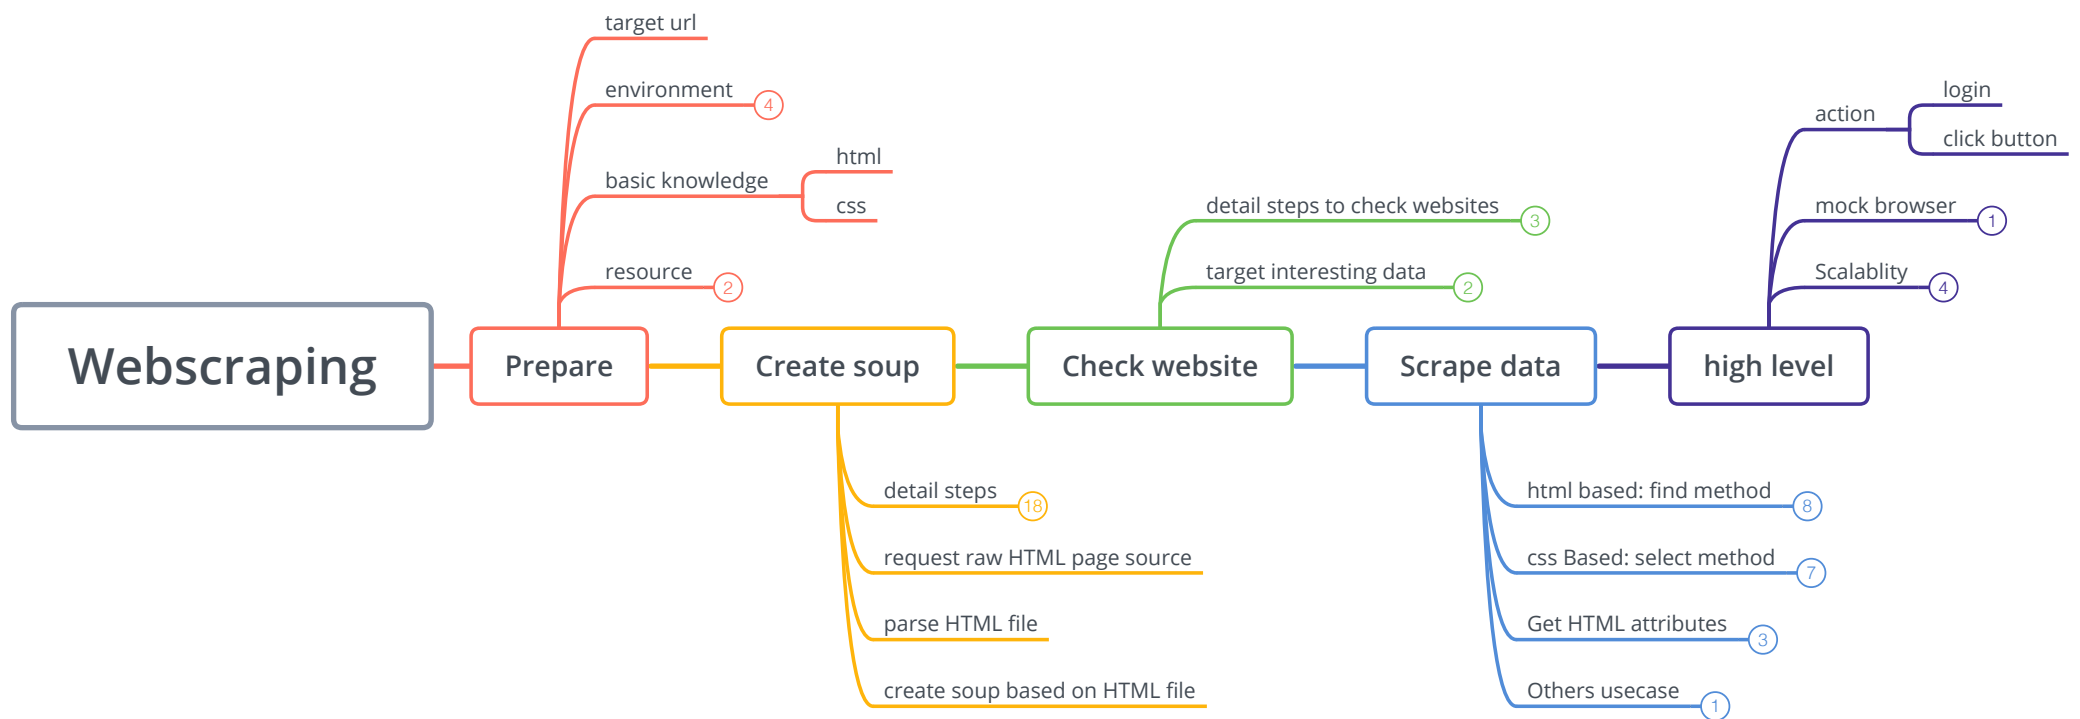 target url
environment 4
html
basic knowledge
css
resource 2
Webscraping
Prepare
Create soup
detail steps 18
request raw HTML page source
parse HTML file
create soup based on HTML file
detail steps to check websites 3
target interesting data 2
Check website
Scrape data
html based: find method 8
css Based: select method 7
Get HTML attributes 3
Others usecase 1
login
action
click button
mock browser 1
Scalablity 4
high level